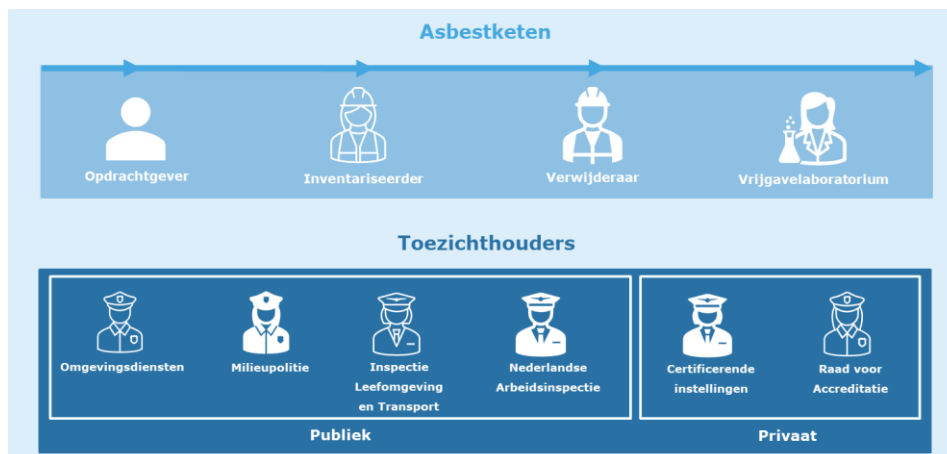 Asbestketen
Opdrachtgever
Inventariseerder
Verwijderaar
Vrijgavelaboratorium
Toezichthouders
Omgevingsdiensten
Milieupolitie
Inspectie
Leefomgeving
en Transport
Nederlandse
Arbeidsinspectie
Certificerende
instellingen
Raad voor
Accreditatie
Publiek
Privaat